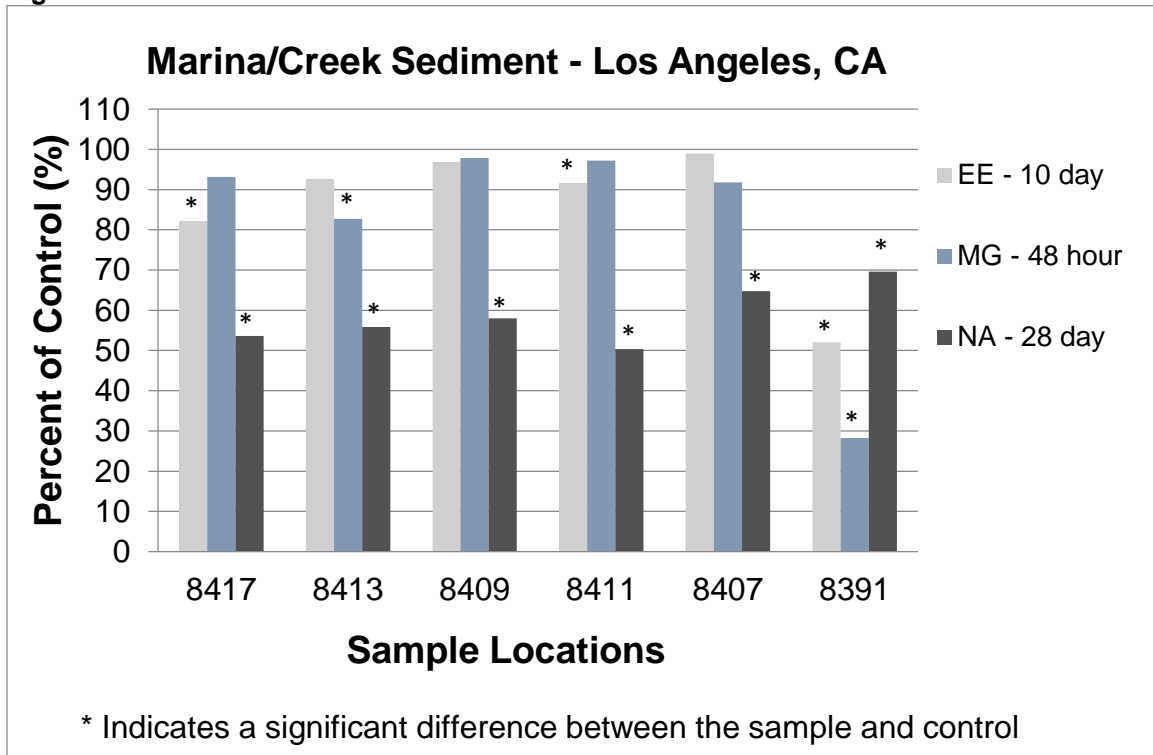 Marina/Creek Sediment - Los Angeles, CA
Percent of Control (%)
110
100
90
80
70
60
50
40
30
20
10
0
* * * * * * * * * * *
8417 8413 8409 8411 8407 8391
Sample Locations
EE - 10 day
MG - 48 hour
NA - 28 day
* Indicates a significant difference between the sample and control